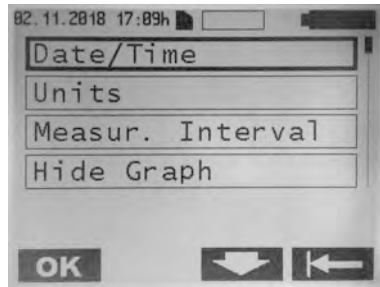 02.11.2018 17:09h
Date/Time
Units
Measur. Interval
Hide Graph
OK